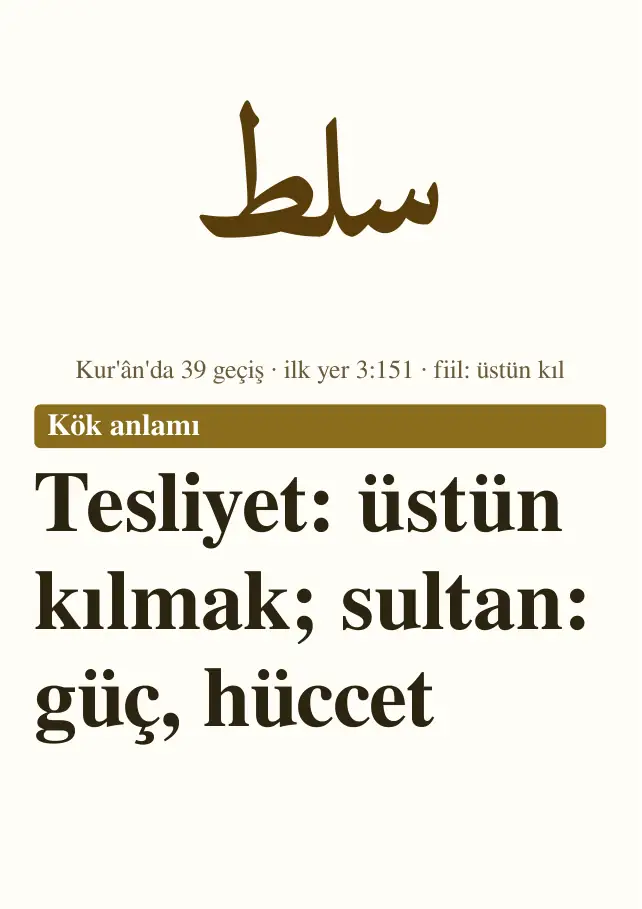 سلط
Kur'ân'da 39 geçiş · ilk yer 3:151 · fiil: üstün kıl
Kök anlamı
Tesliyet: üstün
kılmak; sultan:
güç, hüccet